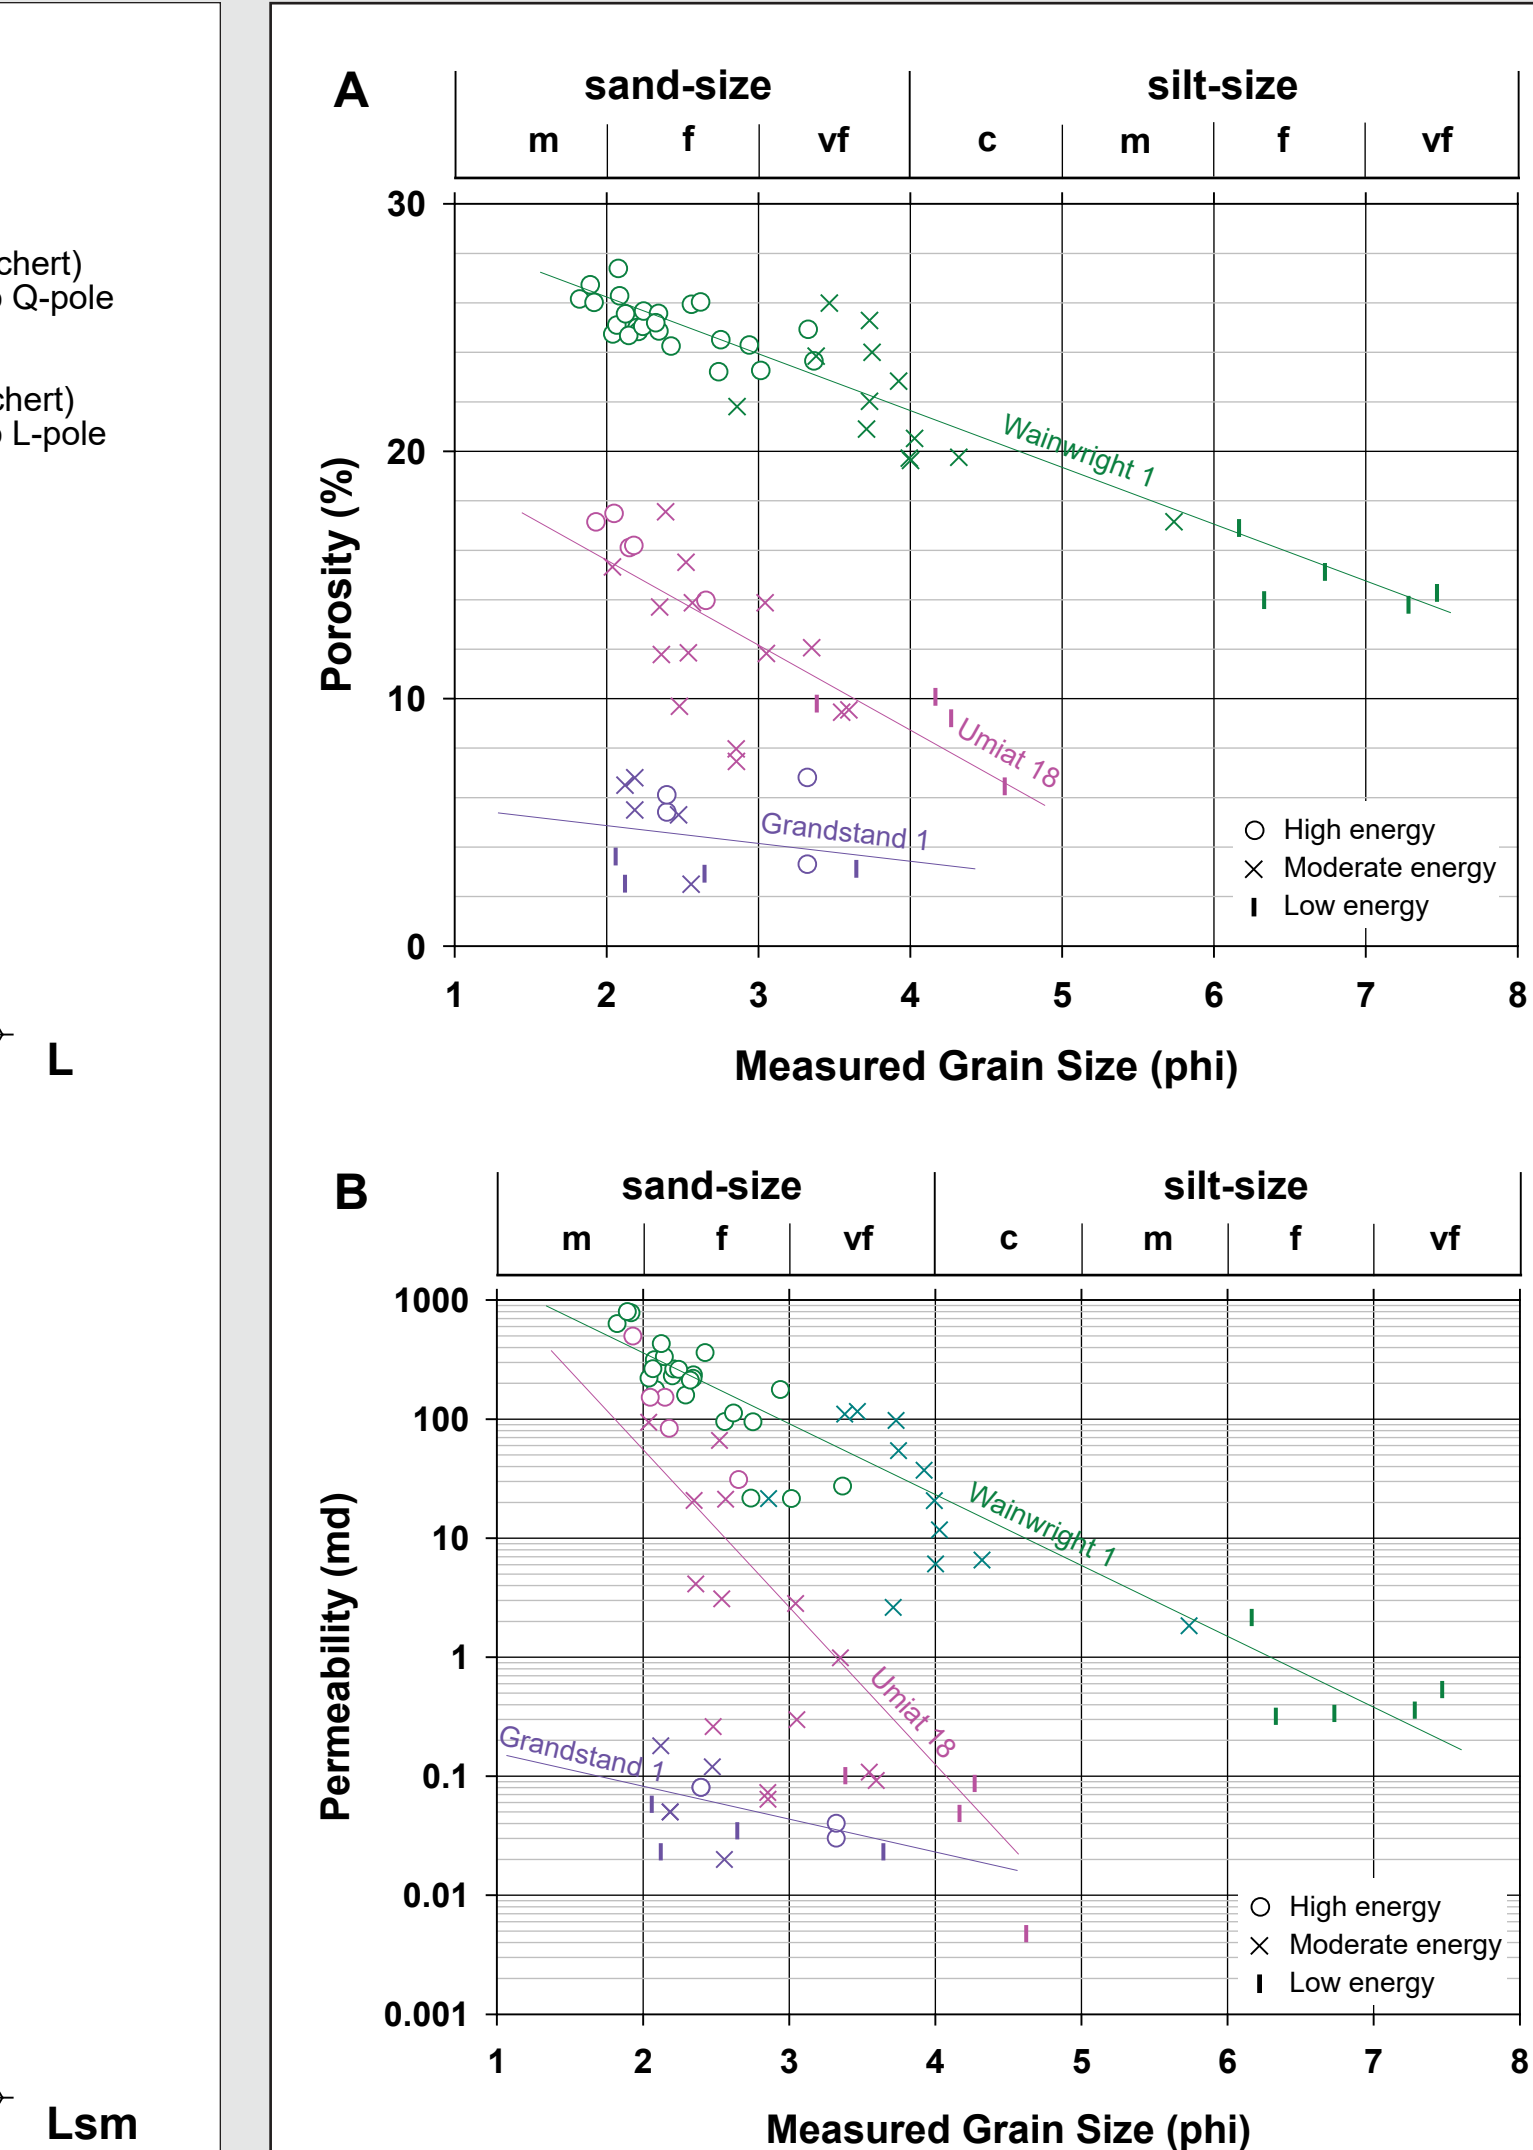 chert)
Q-pole
chert)
L-pole
L
Lsm
A
sand-size silt-size
m f vf c m f vf
30
20
10
0
Porosity (%)
Wainwright 1
Umiat 18
Grandstand 1
High energy
Moderate energy
Low energy
1 2 3 4 5 6 7 8
Measured Grain Size (phi)
B
sand-size silt-size
m f vf c m f vf
1000
100
10
1
0.1
0.01
0.001
Permeability (md)
Wainwright 1
Umiat 18
Grandstand 1
High energy
Moderate energy
Low energy
1 2 3 4 5 6 7 8
Measured Grain Size (phi)